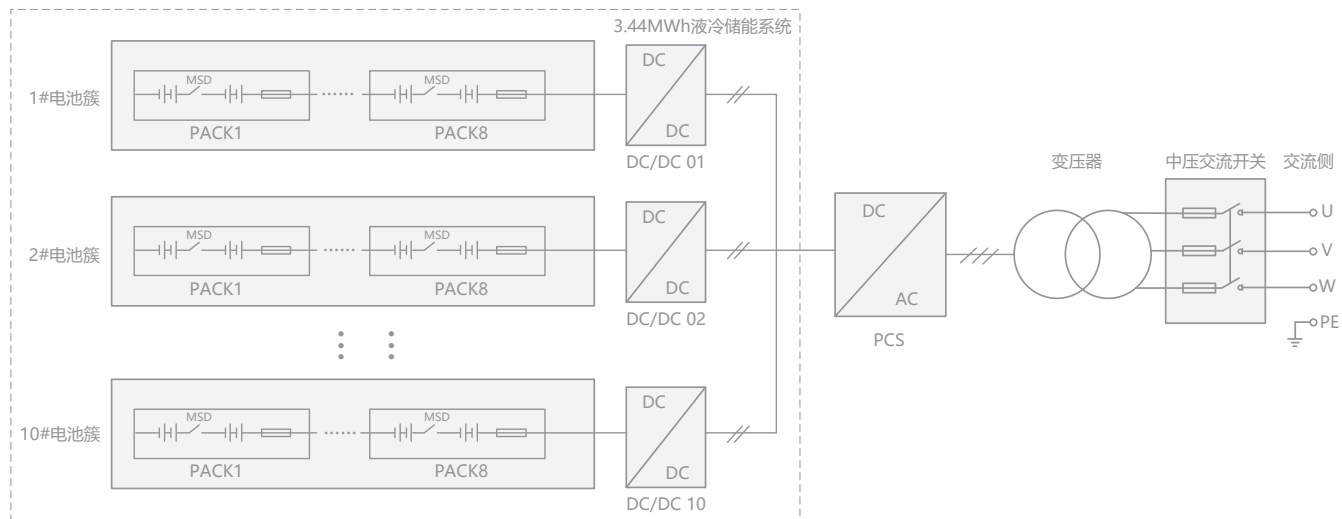 3.44MWh液冷储能系统
1#电池簇
MSD
MSD
PACK1
PACK8
DC
DC
DC/DC 01
2#电池簇
MSD
MSD
PACK1
PACK8
DC
DC
DC/DC 02
10#电池簇
MSD
MSD
PACK1
PACK8
DC
DC
DC/DC 10
DC
AC
PCS
变压器
中压交流开关
交流侧
U
V
W
PE